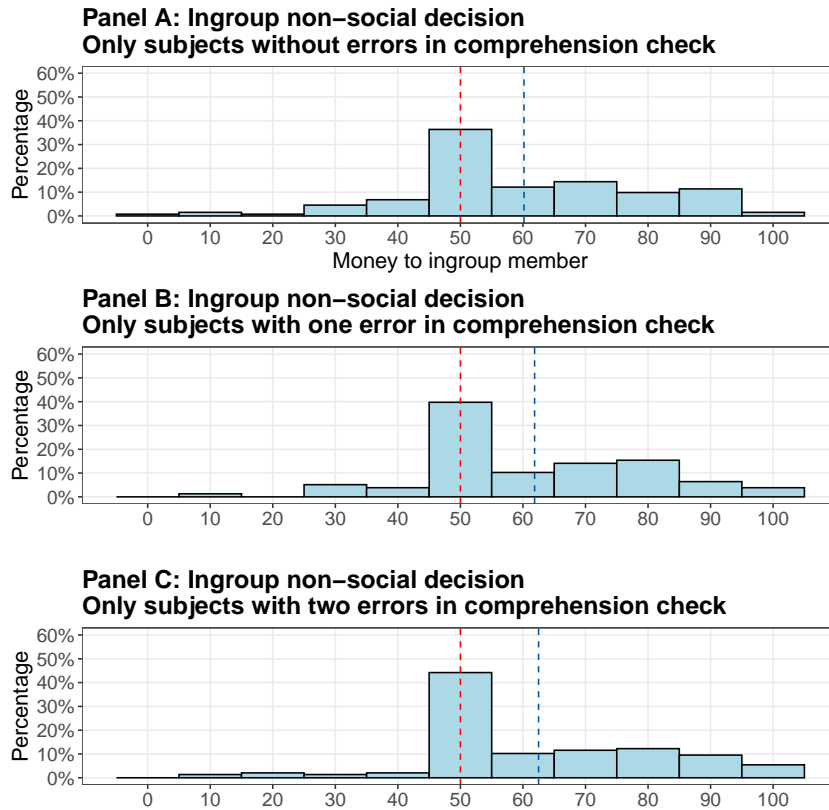 Panel A: Ingroup non−social decision
Only subjects without errors in comprehension check
60%
50%
40%
30%
20%
10%
0%
Percentage
0 10 20 30 40 50 60 70 80 90 100
Money to ingroup member
Panel B: Ingroup non−social decision
Only subjects with one error in comprehension check
60%
50%
40%
30%
20%
10%
0%
Percentage
0 10 20 30 40 50 60 70 80 90 100
Panel C: Ingroup non−social decision
Only subjects with two errors in comprehension check
60%
50%
40%
30%
20%
10%
0%
Percentage
0 10 20 30 40 50 60 70 80 90 100